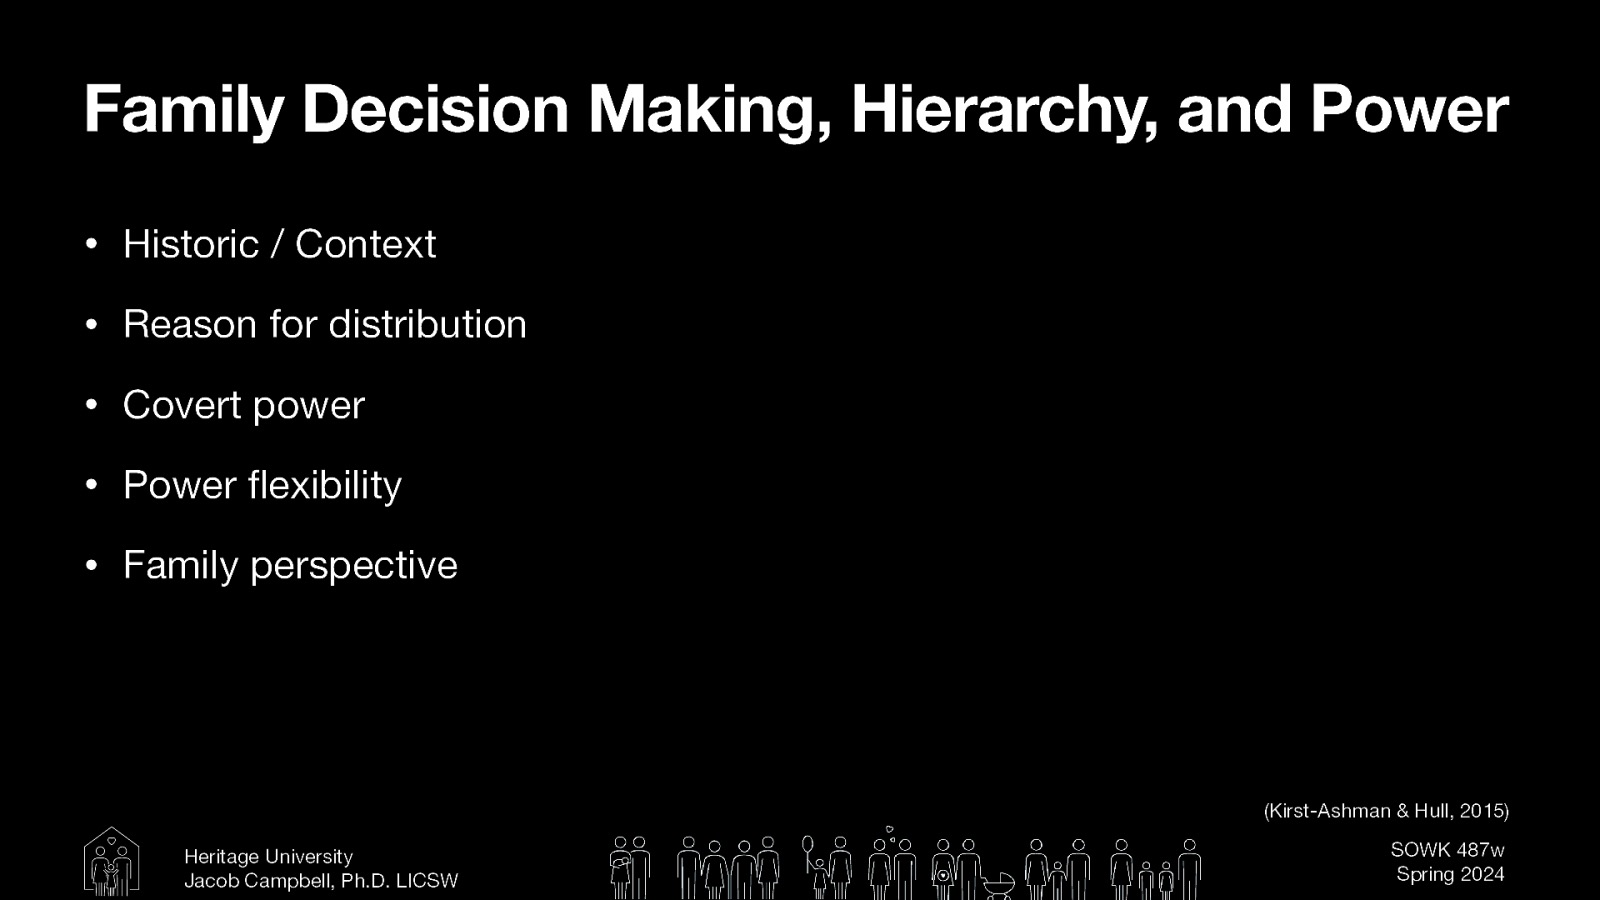 Family Decision Making, Hierarchy, and Power
• Historic / Context
• Reason for distribution
• Covert power
• Power flexibility
• Family perspective
(Kirst-Ashman & Hull, 2015)
Heritage University
Jacob Campbell, Ph.D. LICSW
SOWK 487w
Spring 2024